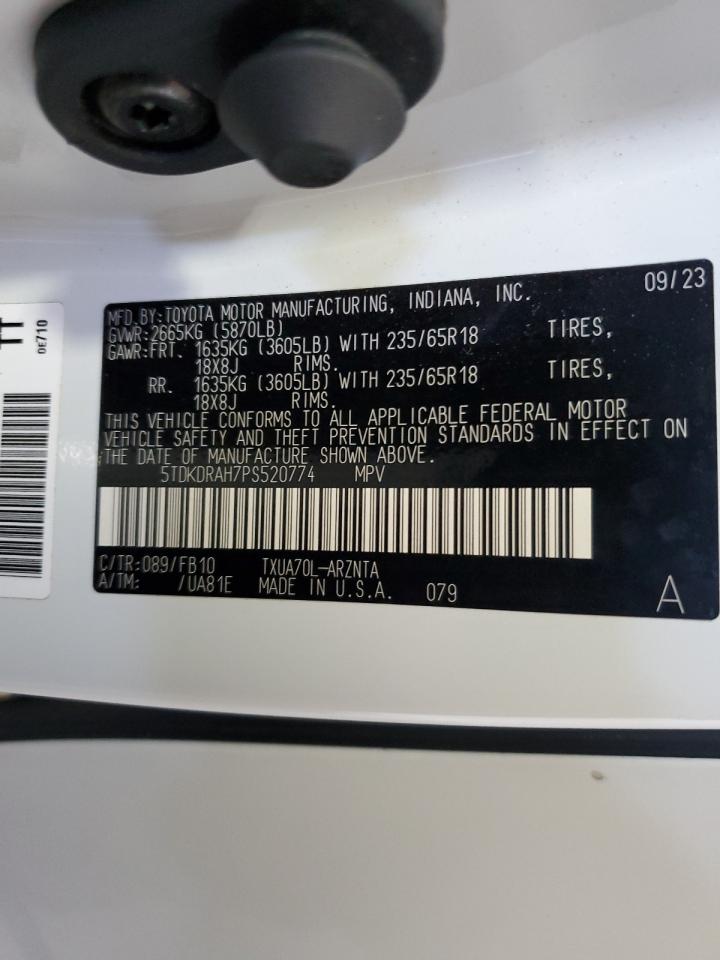 MFD.BY:TOYOTA MOTOR MANUFACTURING, INDIANA, INC. 09/23
GVWR:2665KG (5870LB)
GAWR:FRT. 1635KG (3605LB) WITH 235/65R18 TIRES,
18X8J RIMS.
RR. 1635KG (3605LB) WITH 235/65R18 TIRES,
18X8J RIMS.
THIS VEHICLE CONFORMS TO ALL APPLICABLE FEDERAL MOTOR
VEHICLE SAFETY AND THEFT PREVENTION STANDARDS IN EFFECT ON
THE DATE OF MANUFACTURE SHOWN ABOVE.
5TDKDRAH7PS520774 MPV
C/TR:089/FB10 TXUA70L-ARZNTA
A/TM: /UA81E MADE IN U.S.A. 079 A
0E710